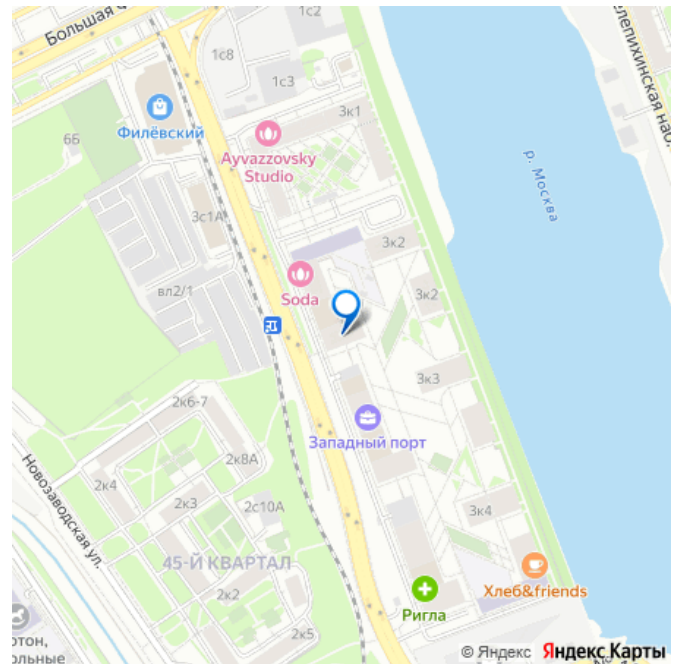 1с2
Большая Ф
1с8
1с3
3к1
Филёвский
6Б
Ayvazzovsky
Studio
р. Москва
3с1А
3к2
Soda
3к2
вл2/1
3к3
2к6-7
Западный порт
2к8А
2к4
2к3
2с10А
3к4
Новозаводская ул.
45-Й КВАРТАЛ
Хлеб&friends
2к2
Ригла
2к5
© Яндекс Яндекс Карты